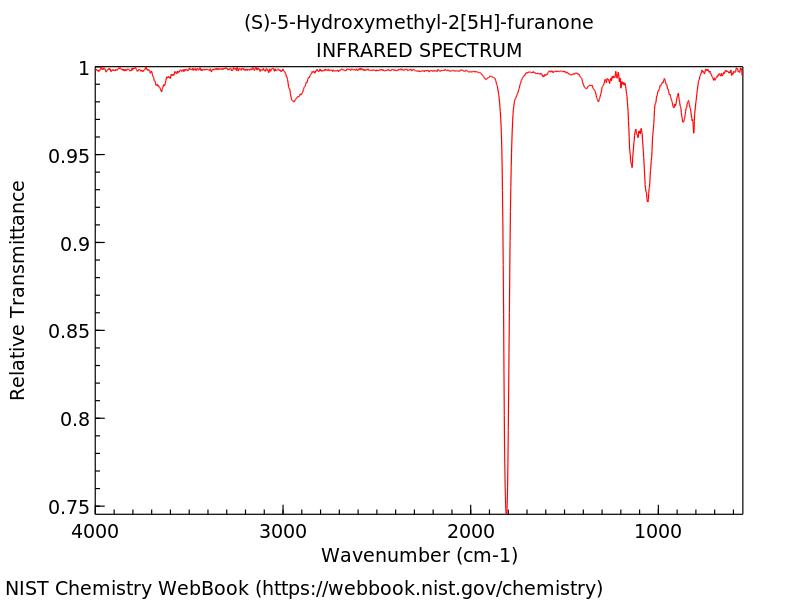 (S)-5-Hydroxymethyl-2[5H]-furanone
INFRARED SPECTRUM
1
0.95
0.9
0.85
0.8
0.75
Relative Transmittance
4000 3000 2000 1000
Wavenumber (cm-1)
NIST Chemistry WebBook (https://webbook.nist.gov/chemistry)